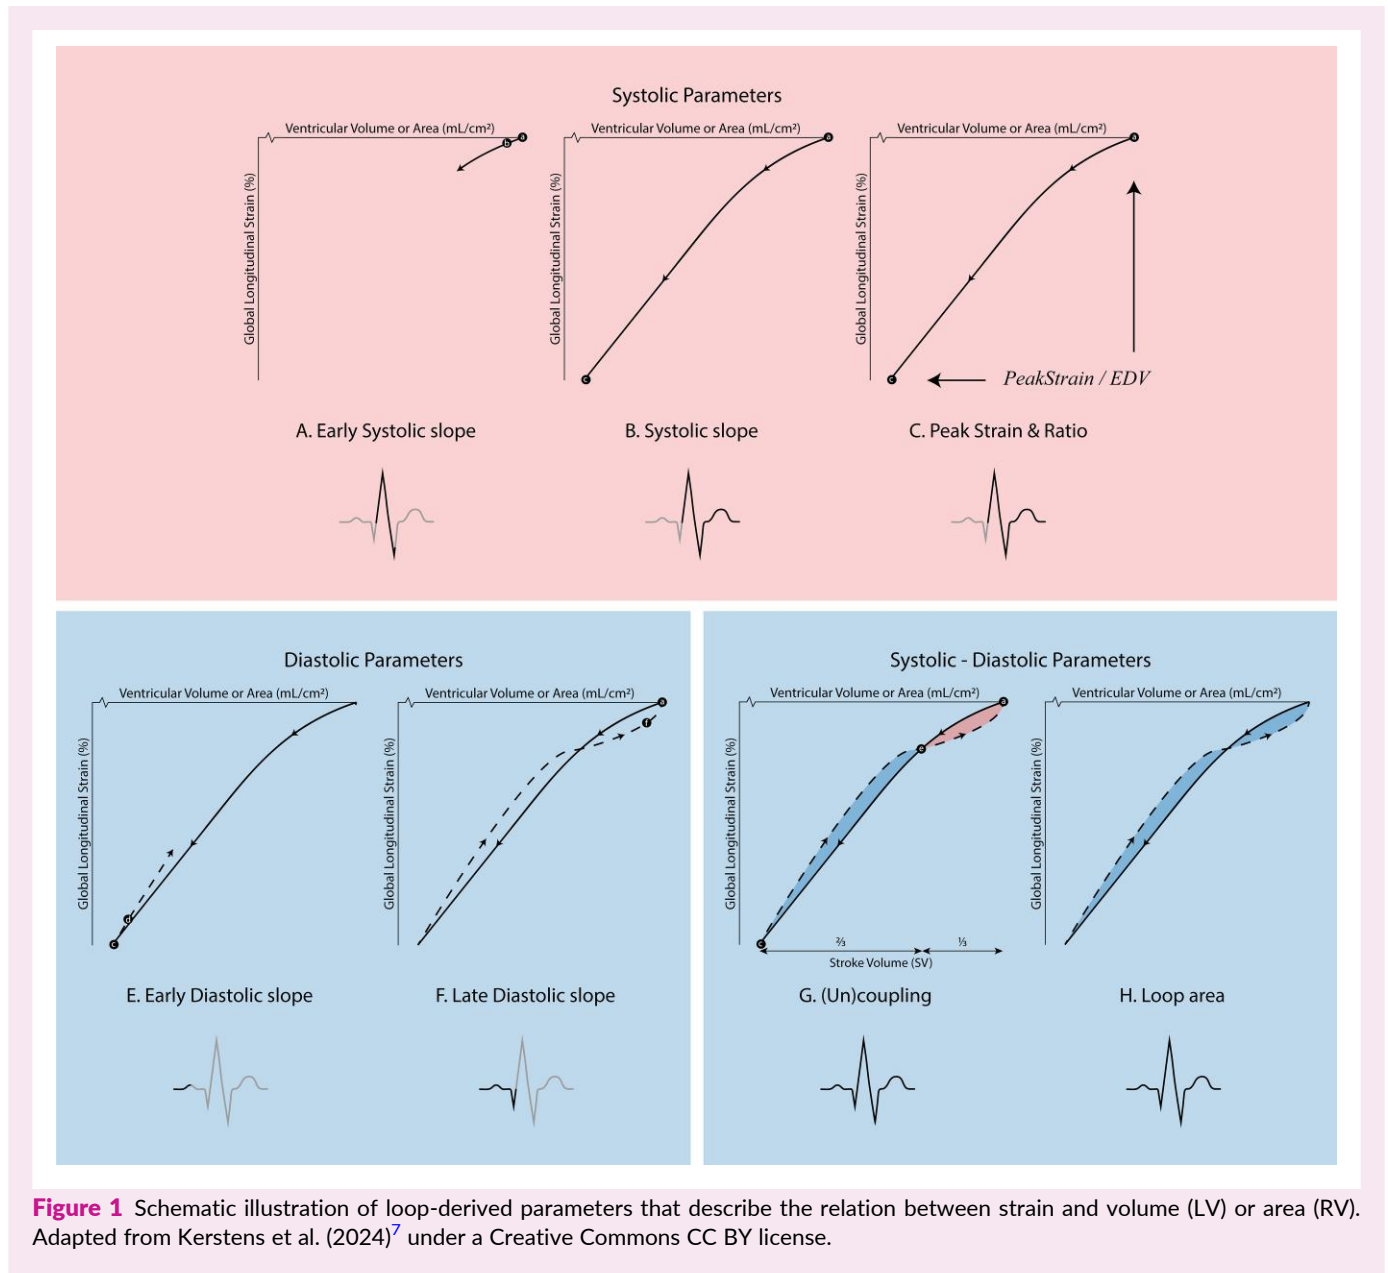 Systolic Parameters
Ventricular Volume or Area (mL/cm²)
Ventricular Volume or Area (mL/cm²)
Ventricular Volume or Area (mL/cm²)
a
b
a
c
a
c
Global Longitudinal Strain (%)
Global Longitudinal Strain (%)
Global Longitudinal Strain (%)
PeakStrain / EDV
A. Early Systolic slope
B. Systolic slope
C. Peak Strain & Ratio
Diastolic Parameters
Ventricular Volume or Area (mL/cm²)
Ventricular Volume or Area (mL/cm²)
Global Longitudinal Strain (%)
Global Longitudinal Strain (%)
d
c
a
f
E. Early Diastolic slope
F. Late Diastolic slope
Systolic - Diastolic Parameters
Ventricular Volume or Area (mL/cm²)
Ventricular Volume or Area (mL/cm²)
Global Longitudinal Strain (%)
Global Longitudinal Strain (%)
a
e
c
⅔
⅓
Stroke Volume (SV)
G. (Un)coupling
H. Loop area
Figure 1 Schematic illustration of loop-derived parameters that describe the relation between strain and volume (LV) or area (RV).
Adapted from Kerstens et al. (2024)⁷ under a Creative Commons CC BY license.